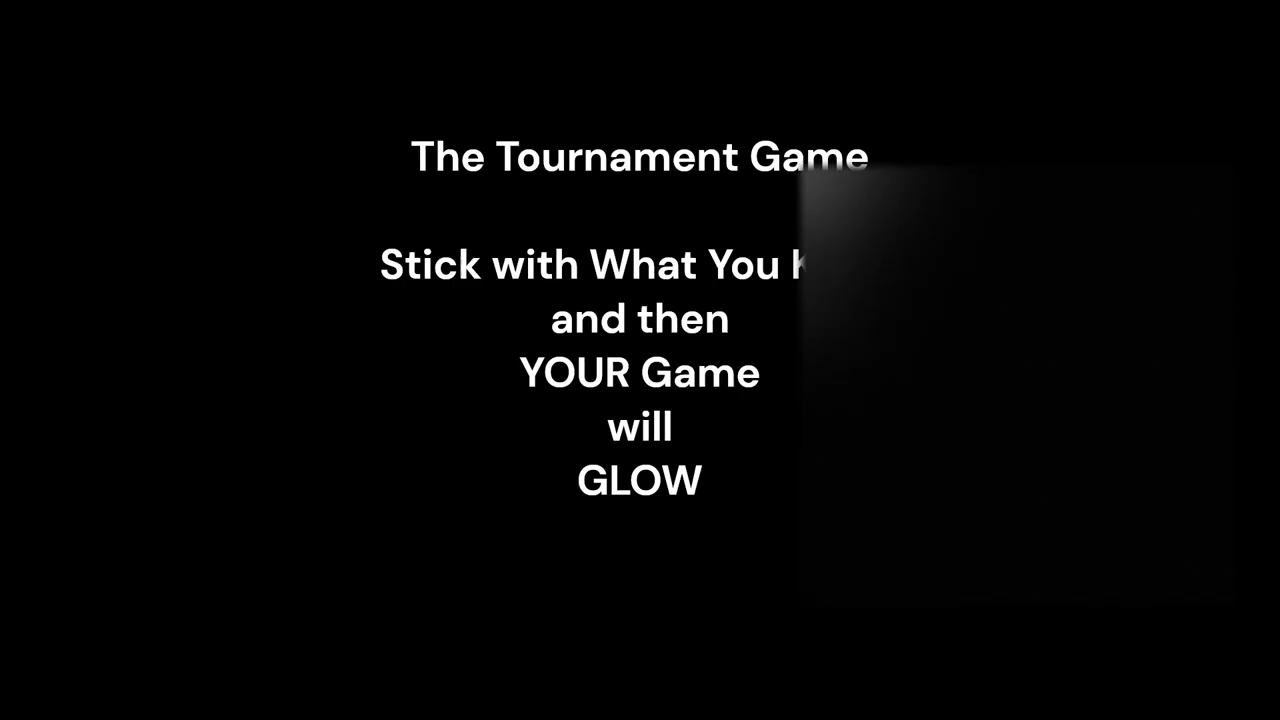 The Tournament Game
Stick with What You
and then
YOUR Game
will
GLOW